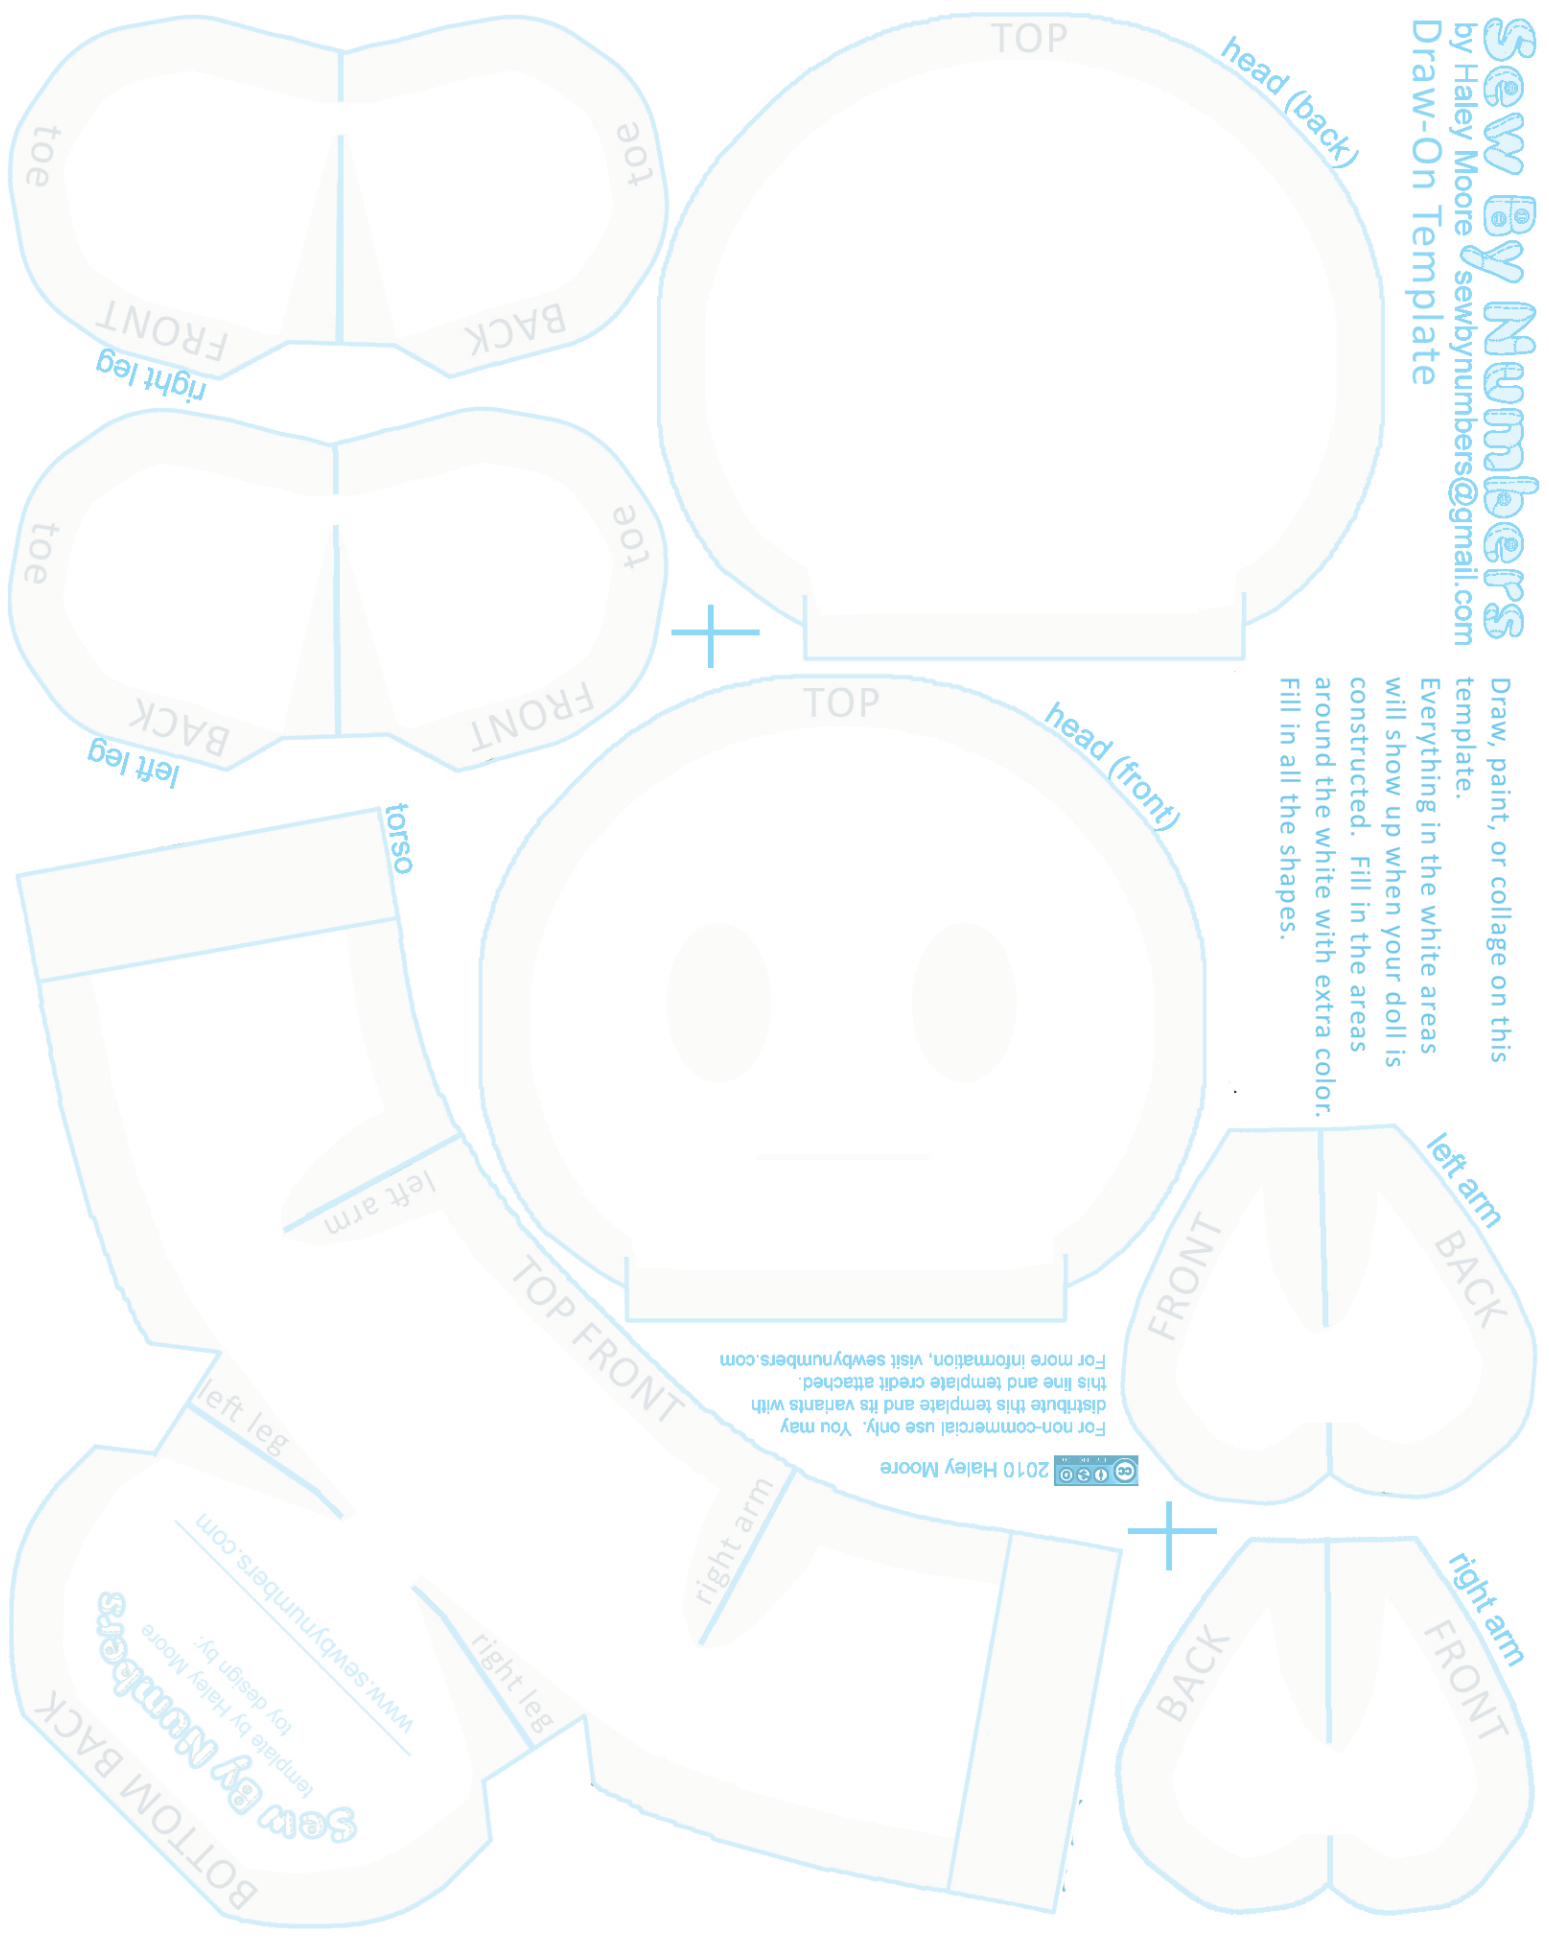 Sew By Numbers
by Haley Moore sewbynumbers@gmail.com
Draw-On Template
Draw, paint, or collage on this
template.
Everything in the white areas
will show up when your doll is
constructed.  Fill in the areas
around the white with extra color.
Fill in all the shapes.
TOP
head (back)
toe
toe
FRONT
BACK
right leg
toe
toe
BACK
FRONT
left leg
TOP
head (front)
torso
left arm
TOP FRONT
right arm
left leg
right leg
BOTTOM BACK
www.sewbynumbers.com
toy design by:
template by Haley Moore
Sew By Numbers
2010 Haley Moore
For non-commercial use only.  You may
distribute this template and its variants with
this line and template credit attached.
For more information, visit sewbynumbers.com
left arm
FRONT
BACK
right arm
BACK
FRONT